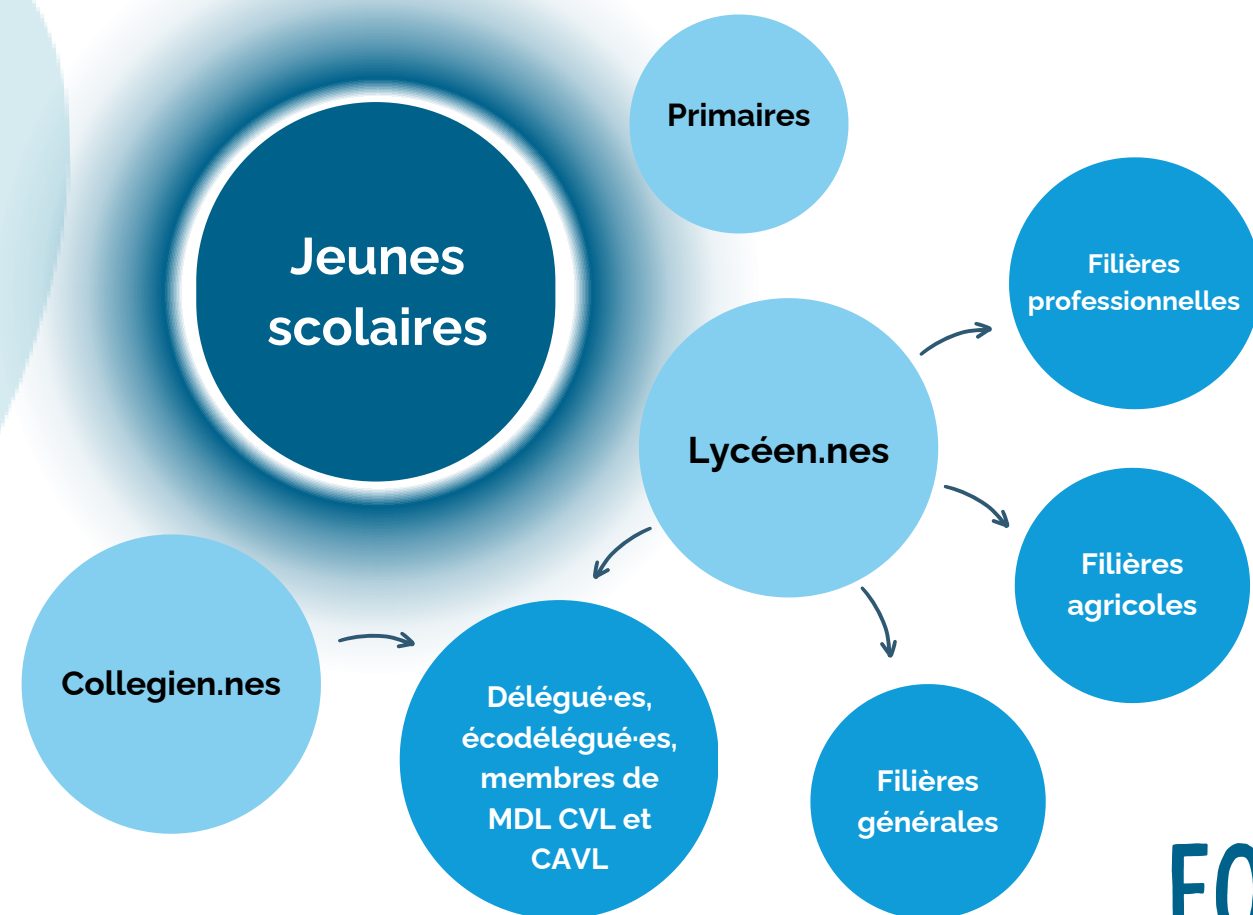 Primaires
Jeunes
scolaires
Filières
professionnelles
Lycéen.nes
Filières
agricoles
Collegien.nes
Délégué·es,
écodélégué·es,
membres de
MDL CVL et
CAVL
Filières
générales